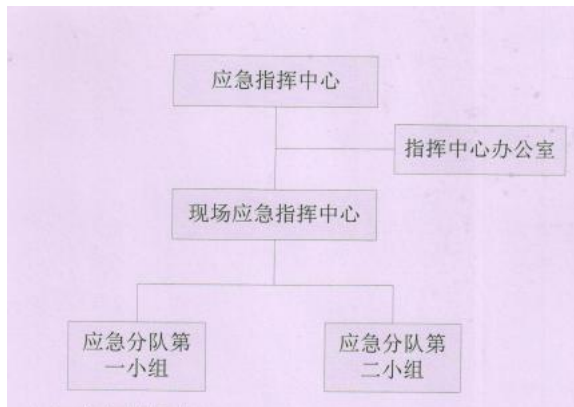 应急指挥中心
指挥中心办公室
现场应急指挥中心
应急分队第
一小组
应急分队第
二小组